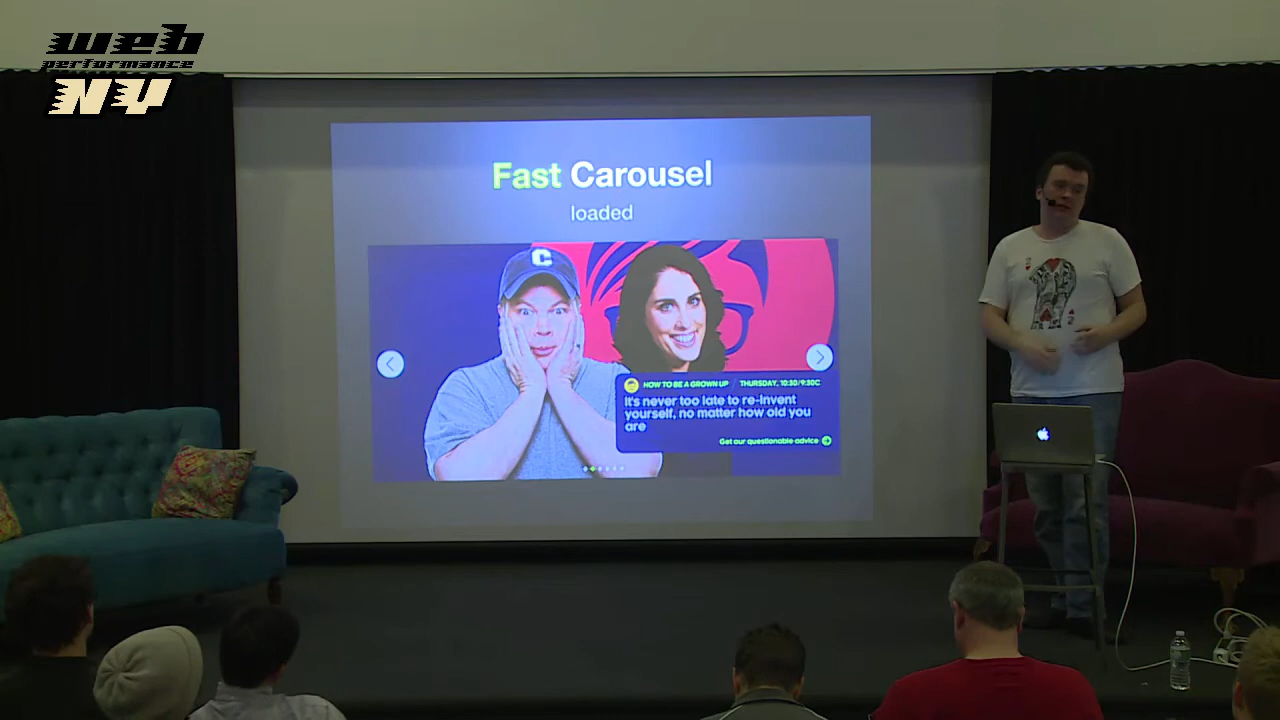 web
performance
NY
Fast Carousel
loaded
C
HOW TO BE A GROWN UP / THURSDAY, 10:30/9:30C
It's never too late to re-invent
yourself, no matter how old you
are
Get our questionable advice